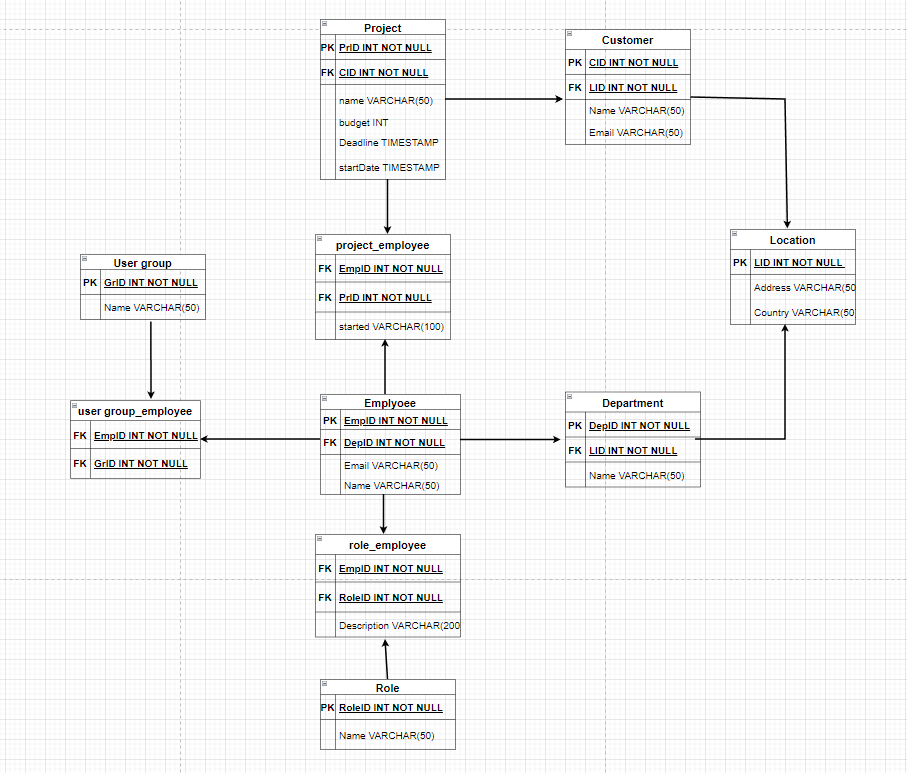 Project
PK PrID INT NOT NULL
FK CID INT NOT NULL
name VARCHAR(50)
budget INT
Deadline TIMESTAMP
startDate TIMESTAMP
Customer
PK CID INT NOT NULL
FK LID INT NOT NULL
Name VARCHAR(50)
Email VARCHAR(50)
project_employee
FK EmpID INT NOT NULL
FK PrID INT NOT NULL
started VARCHAR(100)
Location
PK LID INT NOT NULL
Address VARCHAR(50
Country VARCHAR(50
User group
PK GrID INT NOT NULL
Name VARCHAR(50)
user group_employee
FK EmpID INT NOT NULL
FK GrID INT NOT NULL
Emplyoee
PK EmpID INT NOT NULL
FK DepID INT NOT NULL
Email VARCHAR(50)
Name VARCHAR(50)
Department
PK DepID INT NOT NULL
FK LID INT NOT NULL
Name VARCHAR(50)
role_employee
FK EmpID INT NOT NULL
FK RoleID INT NOT NULL
Description VARCHAR(200
Role
PK RoleID INT NOT NULL
Name VARCHAR(50)